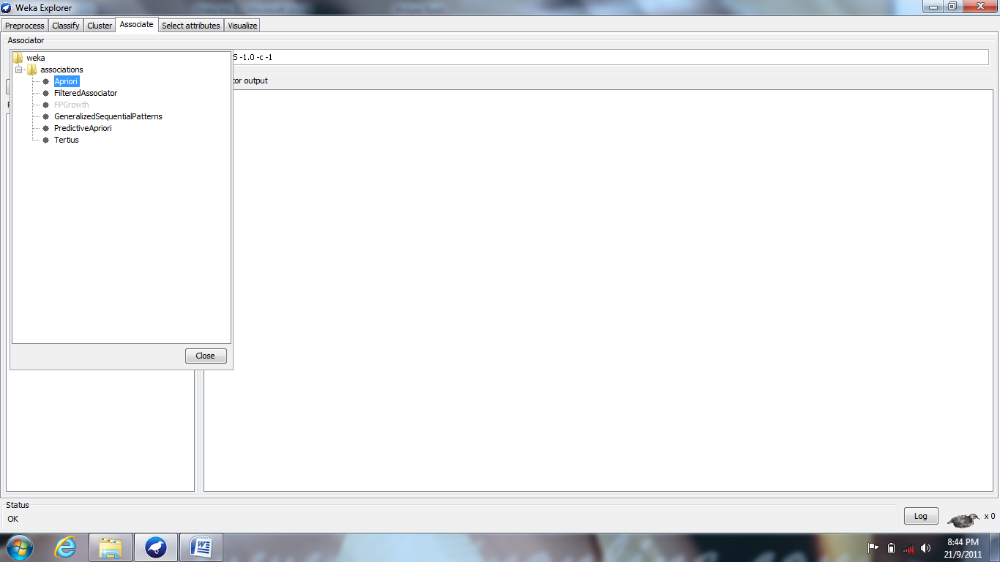 Weka Explorer
Preprocess Classify Cluster Associate Select attributes Visualize
Associator
S -1.0 -c -1
weka
associations
Apriori
FilteredAssociator
FPGrowth
GeneralizedSequentialPatterns
PredictiveApriori
Tertius
tor output
Close
Status
OK
Log
x 0
8:44 PM
21/9/2011